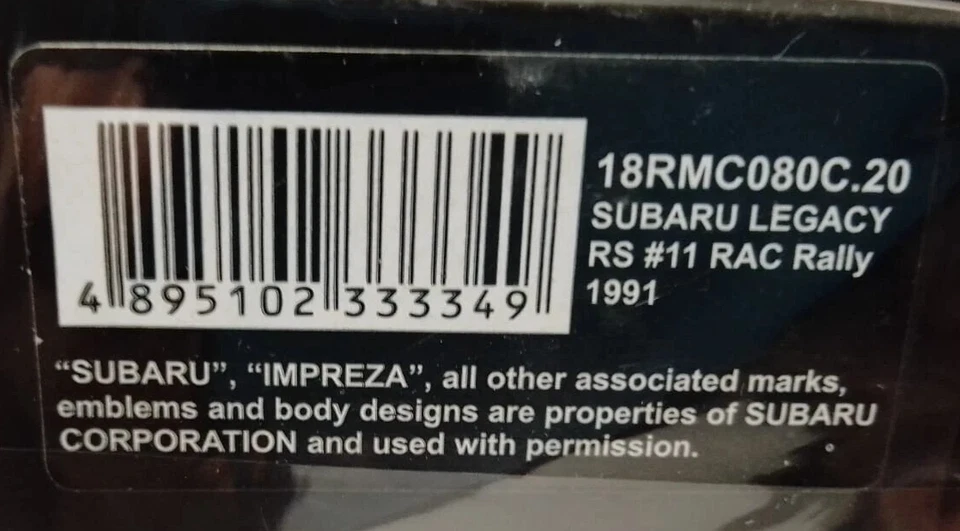 4 895102 333349
18RMC080C.20
SUBARU LEGACY
RS #11 RAC Rally
1991
“SUBARU”, “IMPREZA”, all other associated marks,
emblems and body designs are properties of SUBARU
CORPORATION and used with permission.